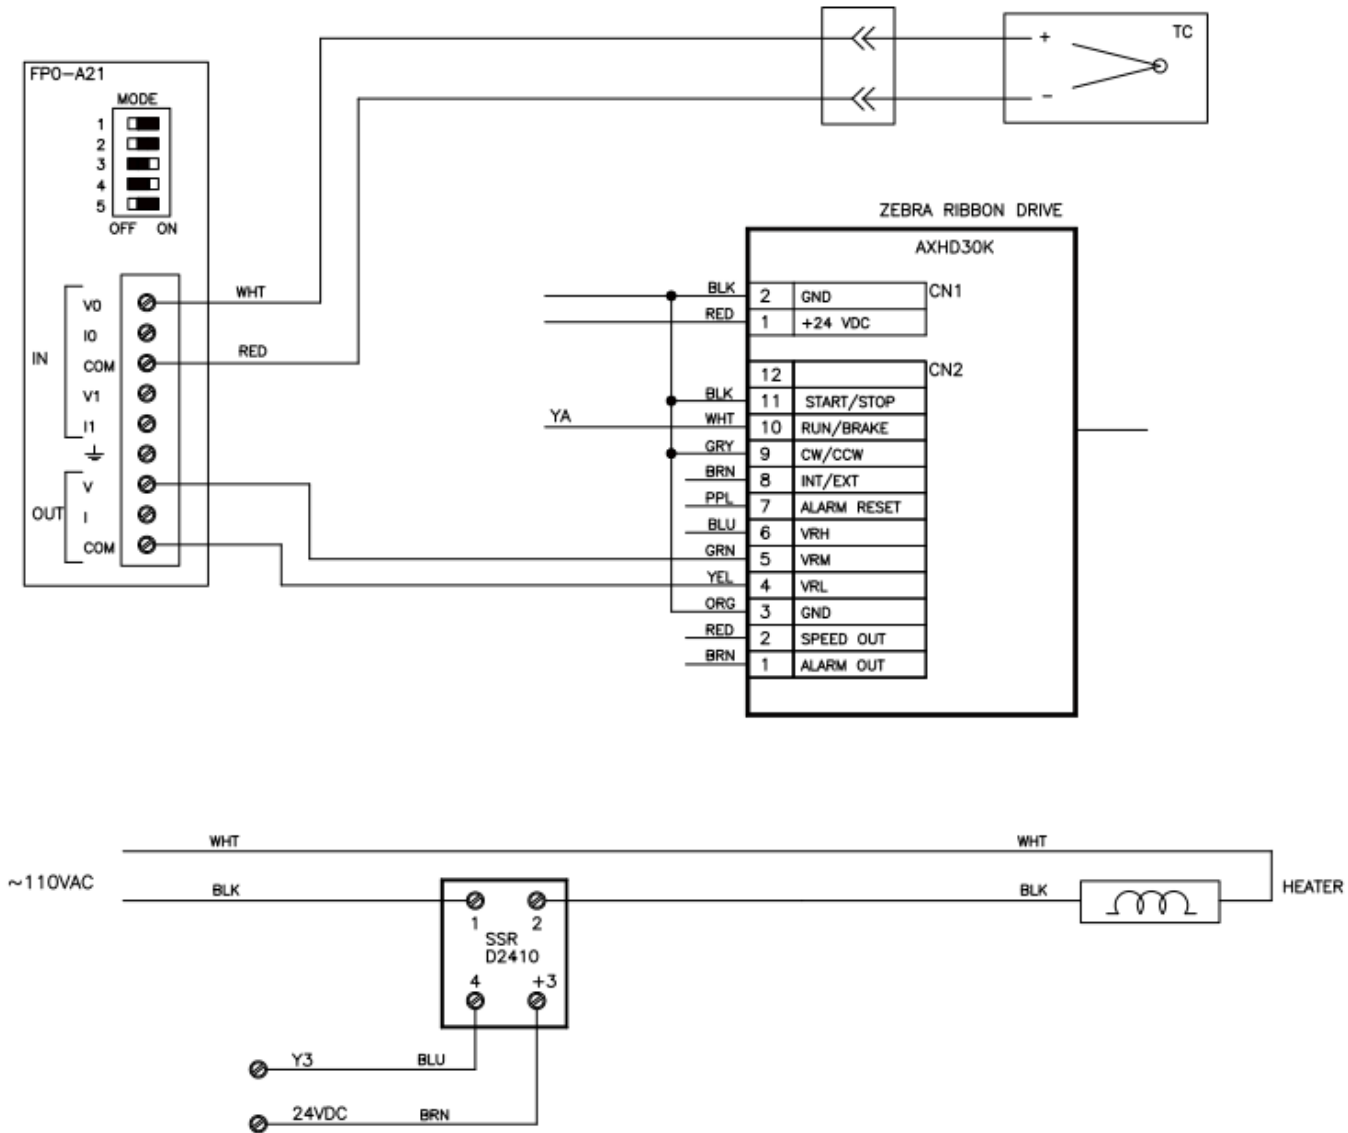 TC
+
−
FP0-A21
MODE
1
2
3
4
5
OFF ON
ZEBRA RIBBON DRIVE
AXHD30K
IN
V0
I0
COM
V1
I1
OUT
V
I
COM
WHT
RED
BLK 2 GND CN1
RED 1 +24 VDC
12 CN2
BLK 11 START/STOP
YA WHT 10 RUN/BRAKE
GRY 9 CW/CCW
BRN 8 INT/EXT
PPL 7 ALARM RESET
BLU 6 VRH
GRN 5 VRM
YEL 4 VRL
ORG 3 GND
RED 2 SPEED OUT
BRN 1 ALARM OUT
WHT WHT
~110VAC BLK BLK HEATER
1 2
SSR
D2410
4 +3
Y3 BLU
24VDC BRN